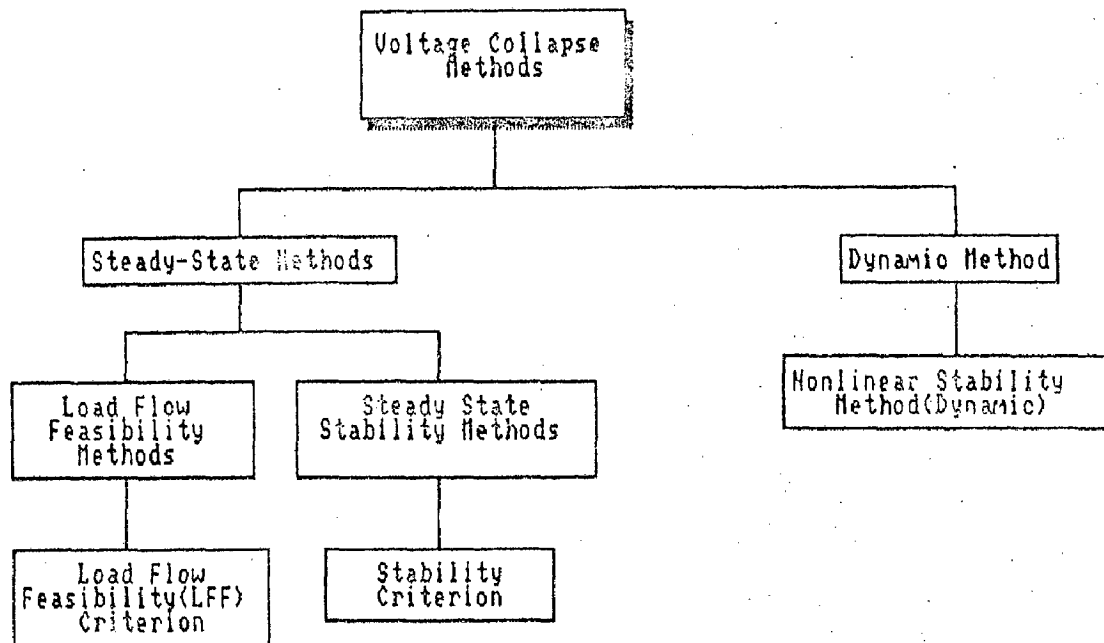 Voltage Collapse
Methods
Steady-State Methods
Dynamic Method
Load Flow
Feasibility
Methods
Steady State
Stability Methods
Nonlinear Stability
Method(Dynamic)
Load Flow
Feasibility(LFF)
Criterion
Stability
Criterion